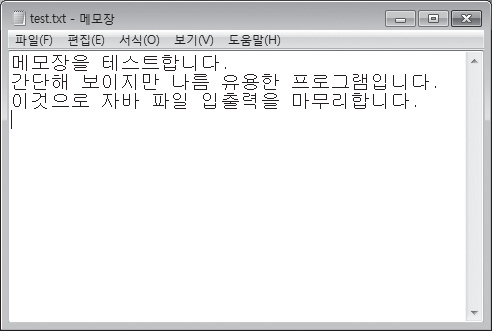 test.txt - 메모장
파일(F) 편집(E) 서식(O) 보기(V) 도움말(H)
메모장을 테스트합니다.
간단해 보이지만 나름 유용한 프로그램입니다.
이것으로 자바 파일 입출력을 마무리합니다.